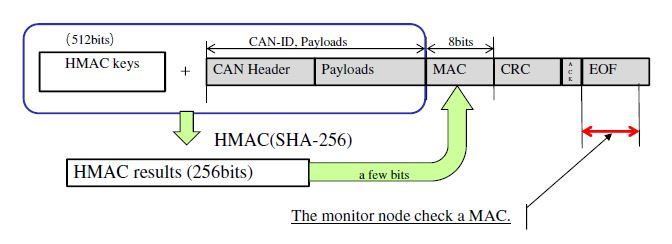 (512bits)
CAN-ID, Payloads
8bits
HMAC keys
+
CAN Header
Payloads
MAC
CRC
A
C
K
EOF
HMAC(SHA-256)
HMAC results (256bits)
a few bits
The monitor node check a MAC.